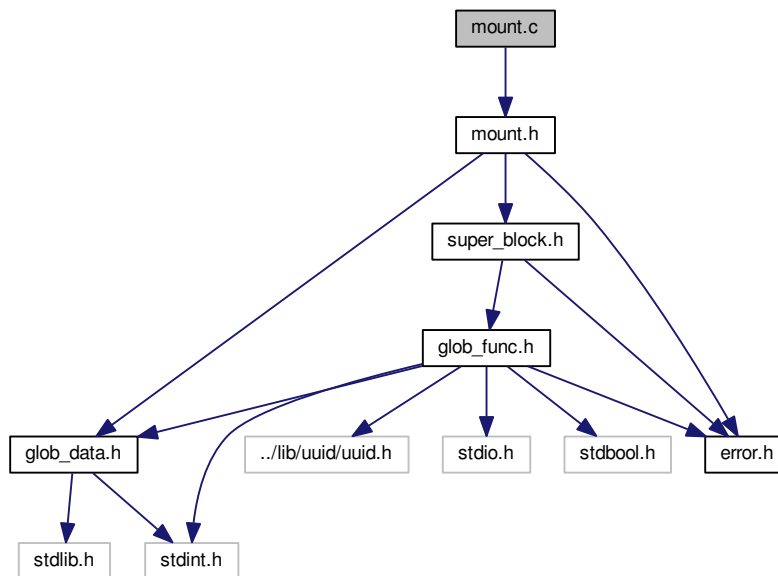 mount.c
mount.h
super_block.h
glob_func.h
glob_data.h
../lib/uuid/uuid.h
stdio.h
stdbool.h
error.h
stdlib.h
stdint.h